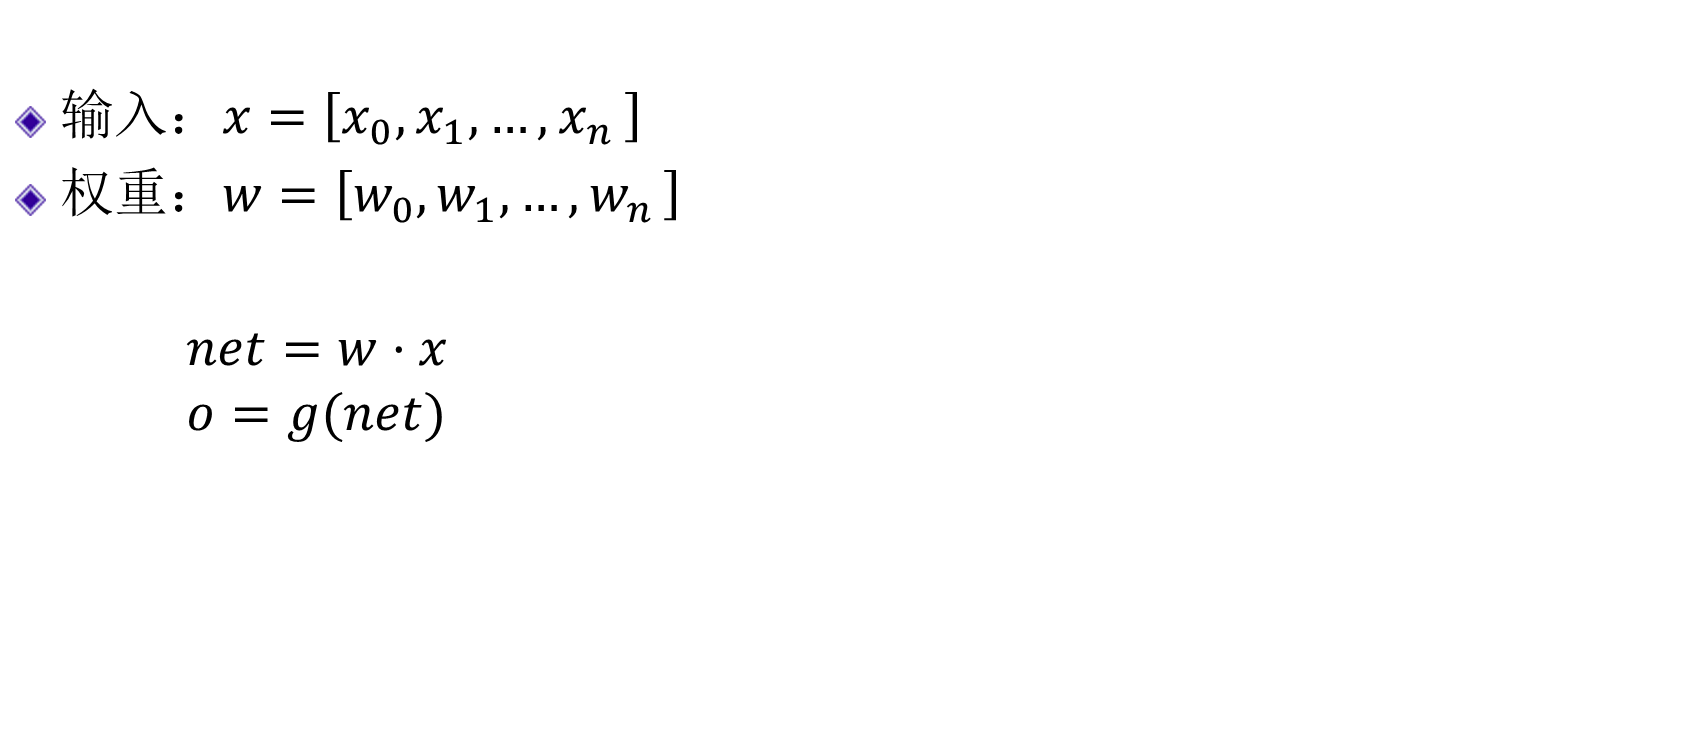 输入：x = [x₀, x₁, … , xₙ ]
权重：w = [w₀, w₁, … , wₙ ]
net = w · x
o = g(net)